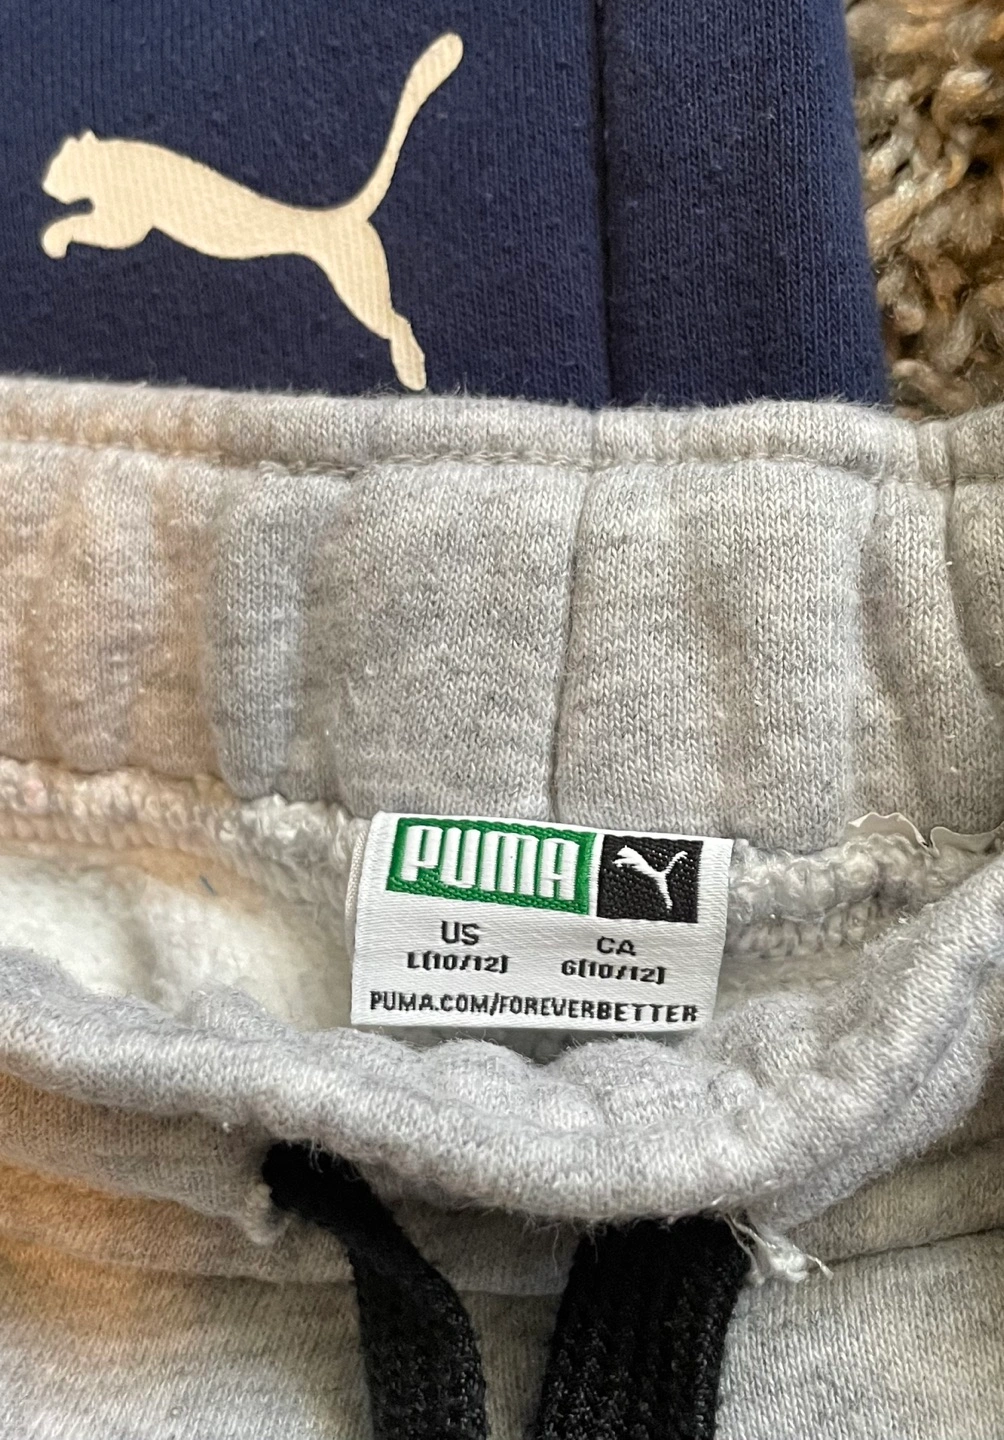 PUMA
US CA
L(10/12) G(10/12)
PUMA.COM/FOREVERBETTER